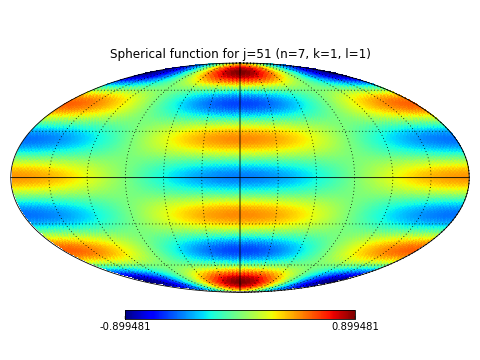 Spherical function for j=51 (n=7, k=1, l=1)
-0.899481 0.899481